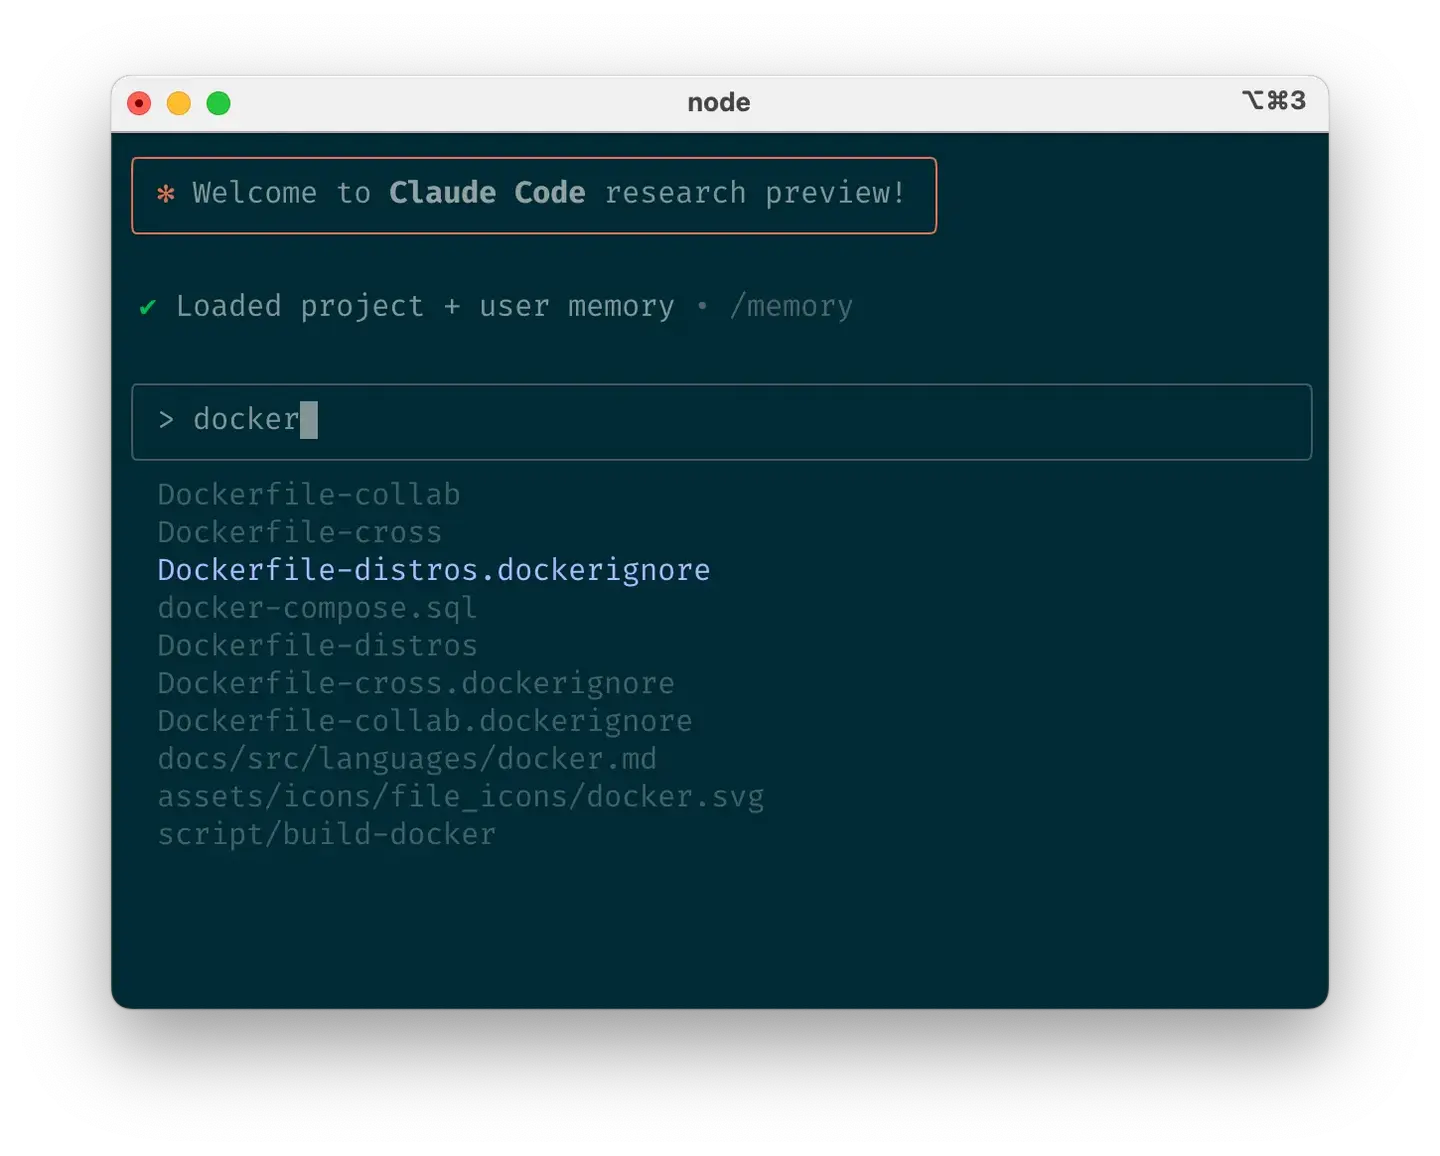 node
⌥⌘3
✻ Welcome to Claude Code research preview!
✔ Loaded project + user memory • /memory
> docker
Dockerfile-collab
Dockerfile-cross
Dockerfile-distros.dockerignore
docker-compose.sql
Dockerfile-distros
Dockerfile-cross.dockerignore
Dockerfile-collab.dockerignore
docs/src/languages/docker.md
assets/icons/file_icons/docker.svg
script/build-docker